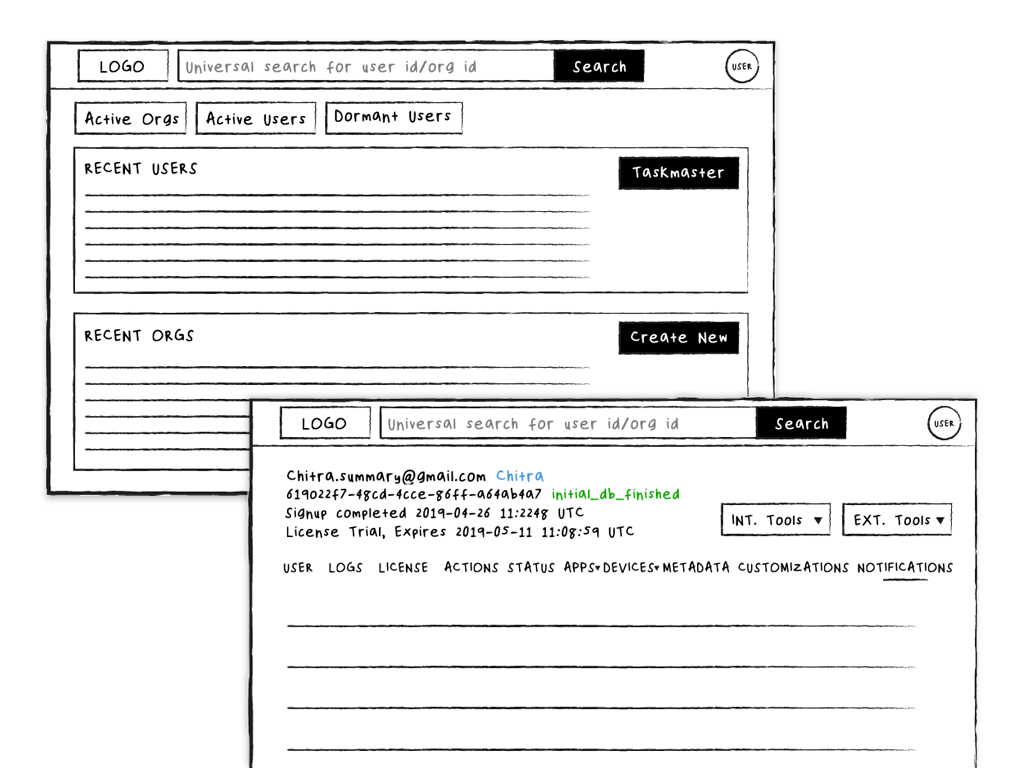 LOGO Universal search for user id/org id Search USER
Active Orgs Active Users Dormant Users
RECENT USERS Taskmaster
RECENT ORGS Create New
LOGO Universal search for user id/org id Search USER
Chitra.summary@gmail.com Chitra
619022f7-48cd-4cce-86ff-a64ab4a7 initial_db_finished
Signup completed 2019-04-26 11:2248 UTC
License Trial, Expires 2019-05-11 11:08:59 UTC
INT. Tools ▼ EXT. Tools ▼
USER LOGS LICENSE ACTIONS STATUS APPS▾ DEVICES▾ METADATA CUSTOMIZATIONS NOTIFICATIONS